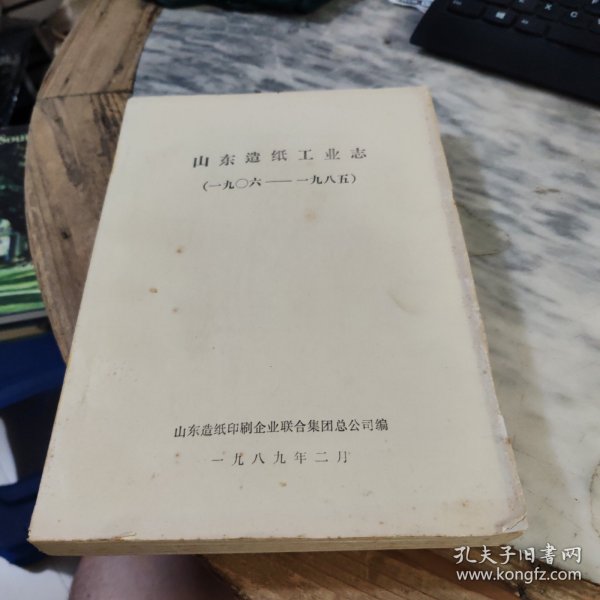 山东造纸工业志
(一九〇六——一九八五)
山东造纸印刷企业联合集团总公司编
一九八九年二月
孔夫子旧书网
www.kongfz.com